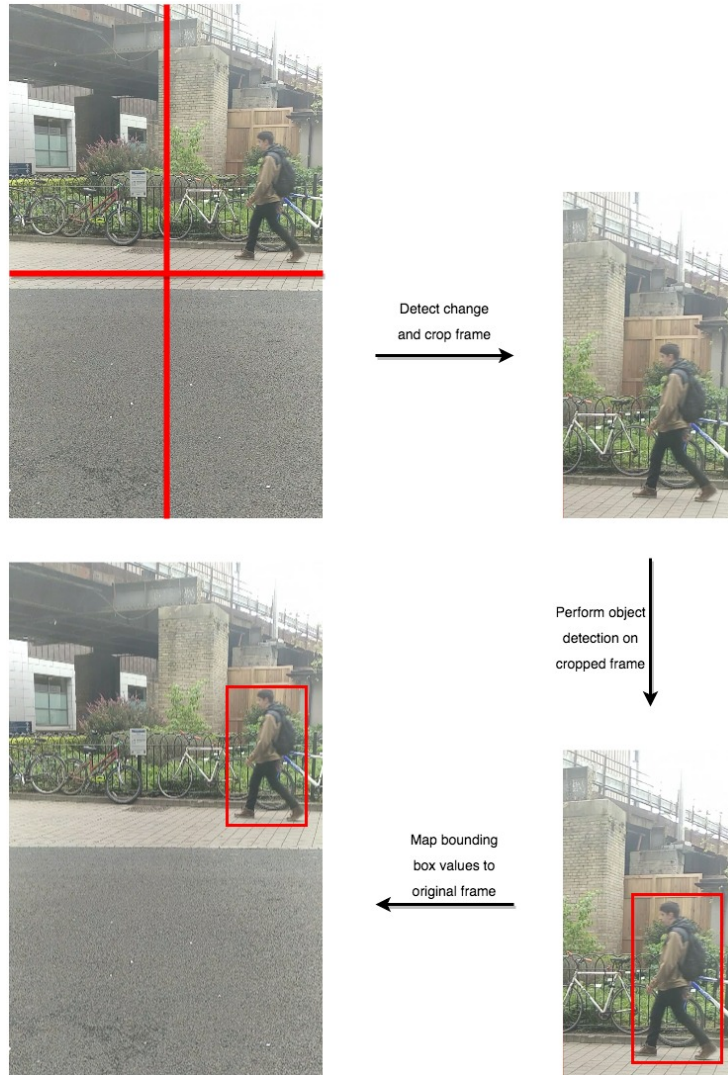 Detect change
and crop frame
Perform object
detection on
cropped frame
Map bounding
box values to
original frame